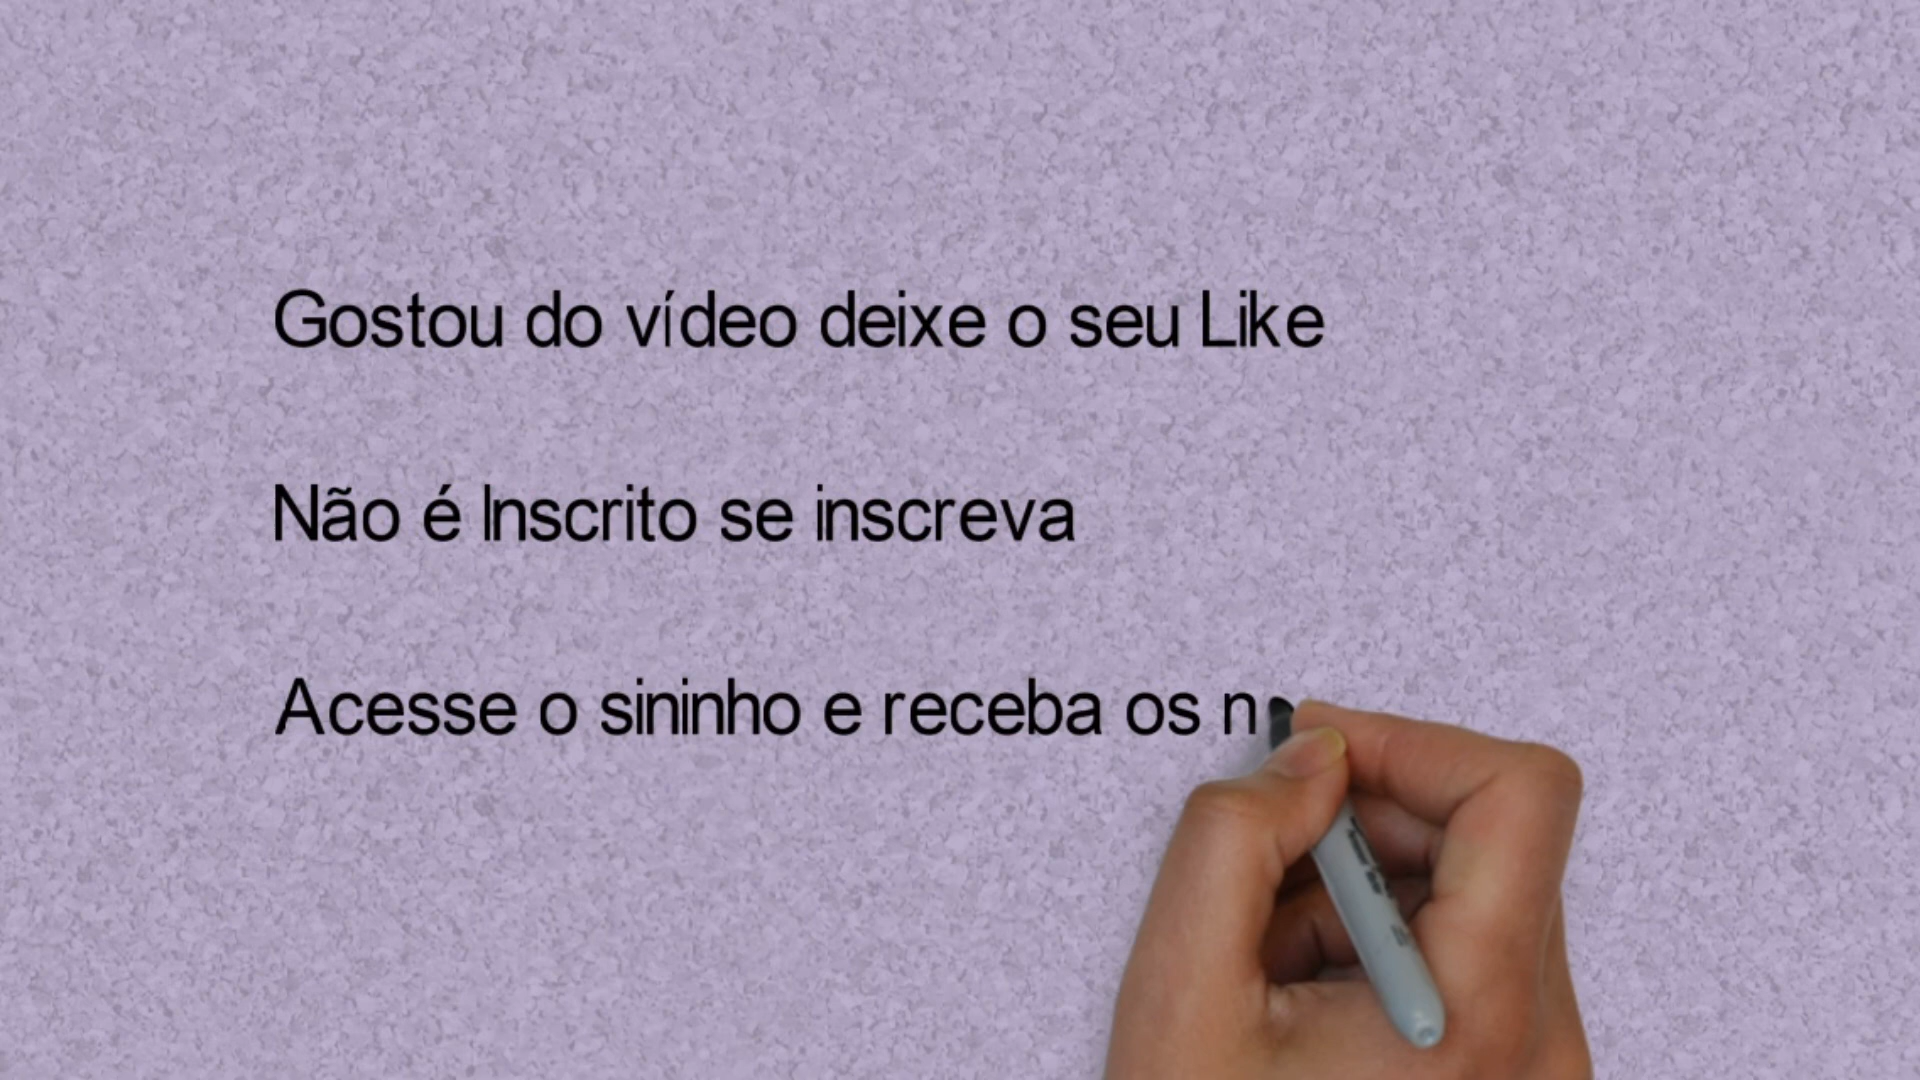 Gostou do vídeo deixe o seu Like
Não é Inscrito se inscreva
Acesse o sininho e receba os n